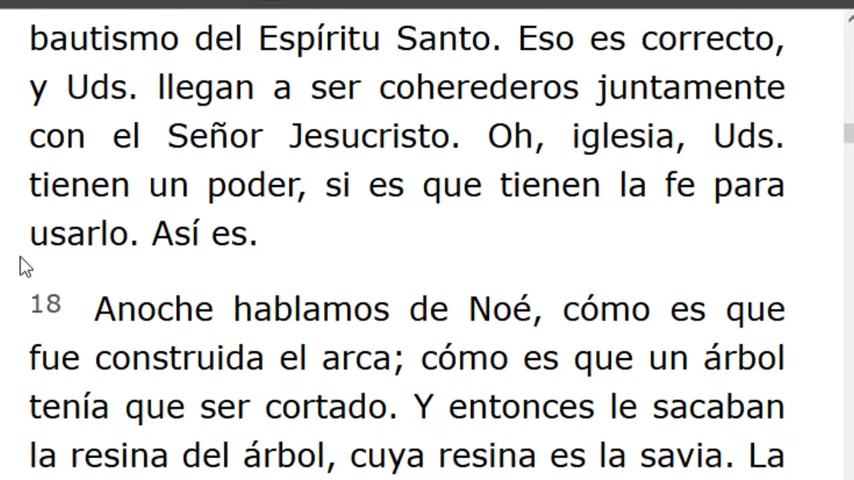 bautismo del Espíritu Santo. Eso es correcto,
y Uds. llegan a ser coherederos juntamente
con el Señor Jesucristo. Oh, iglesia, Uds.
tienen un poder, si es que tienen la fe para
usarlo. Así es.
18 Anoche hablamos de Noé, cómo es que
fue construida el arca; cómo es que un árbol
tenía que ser cortado. Y entonces le sacaban
la resina del árbol, cuya resina es la savia. La